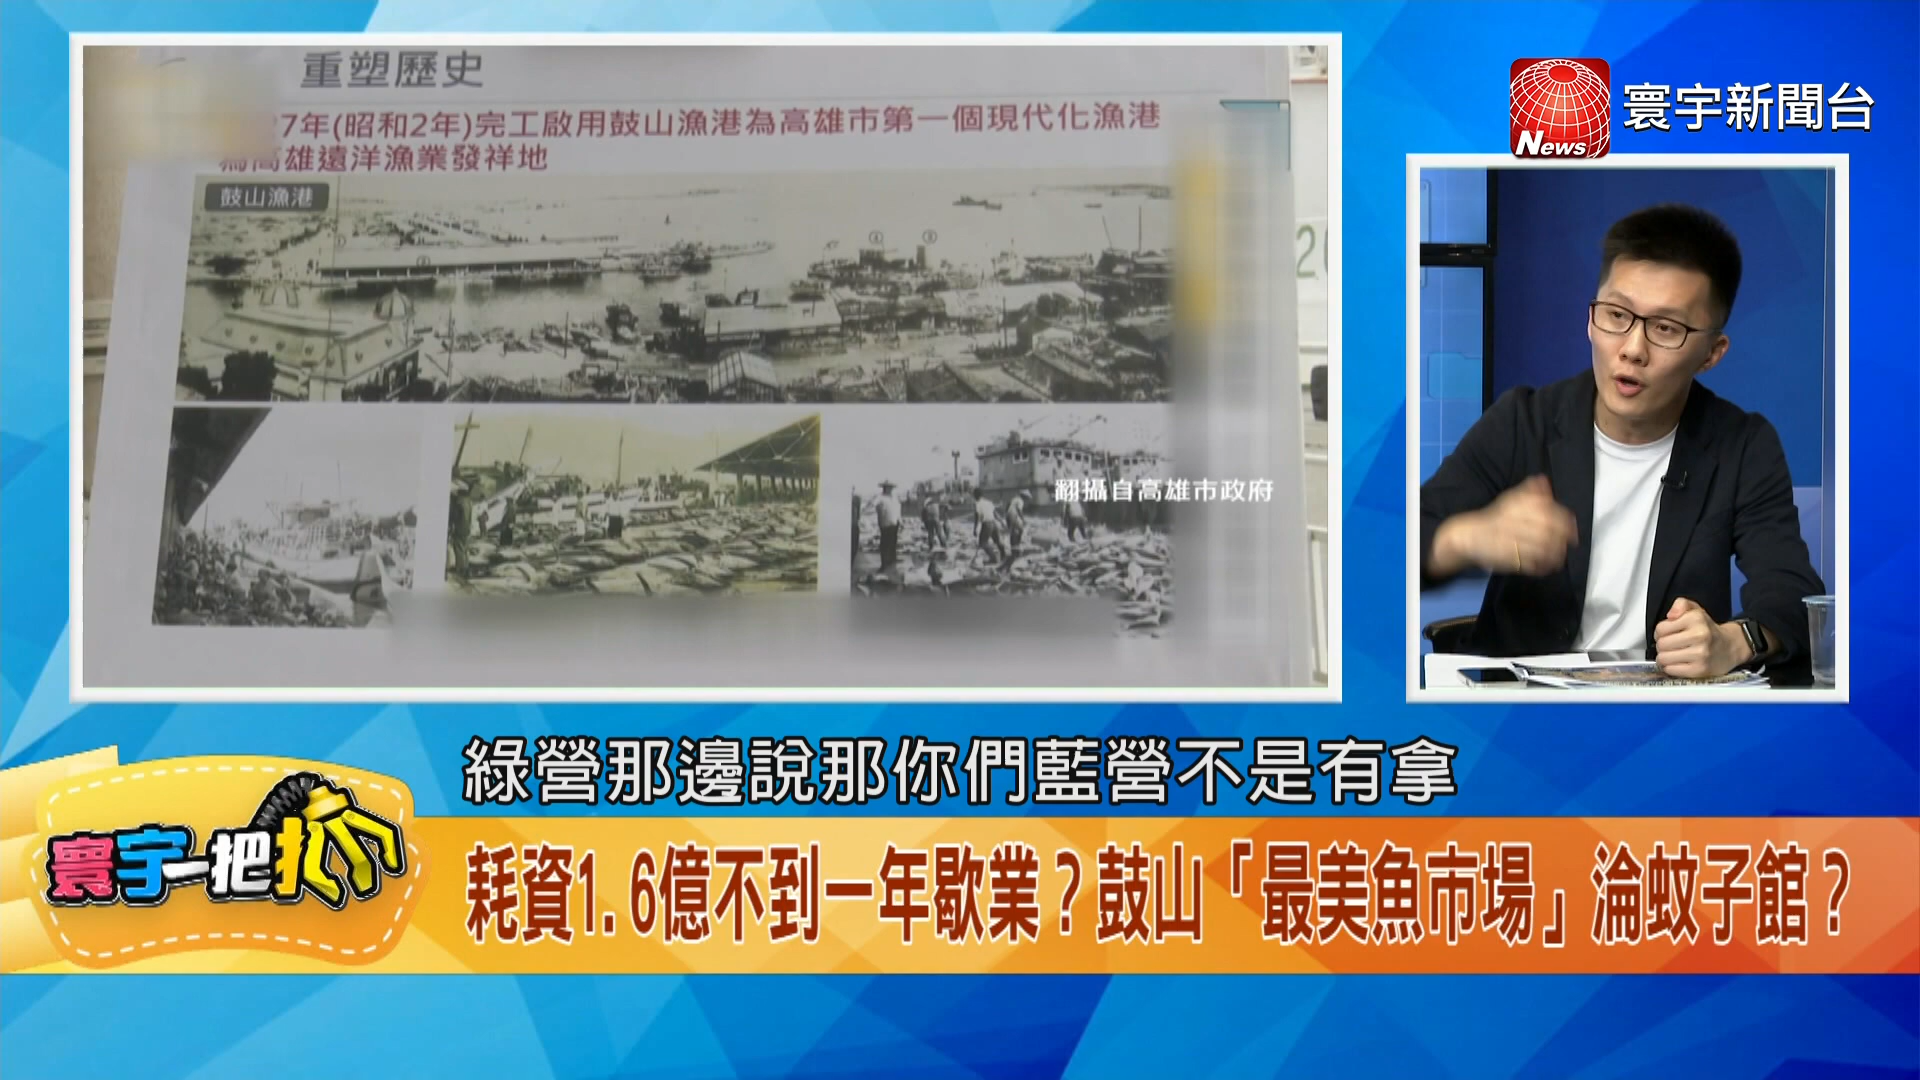 重塑歷史
27年(昭和2年)完工啟用鼓山漁港為高雄市第一個現代化漁港
為高雄遠洋漁業發祥地
鼓山漁港
翻攝自高雄市政府
寰宇新聞台
News
綠營那邊說那你們藍營不是有拿
寰宇一把抓
耗資1.6億不到一年歇業？鼓山「最美魚市場」淪蚊子館？